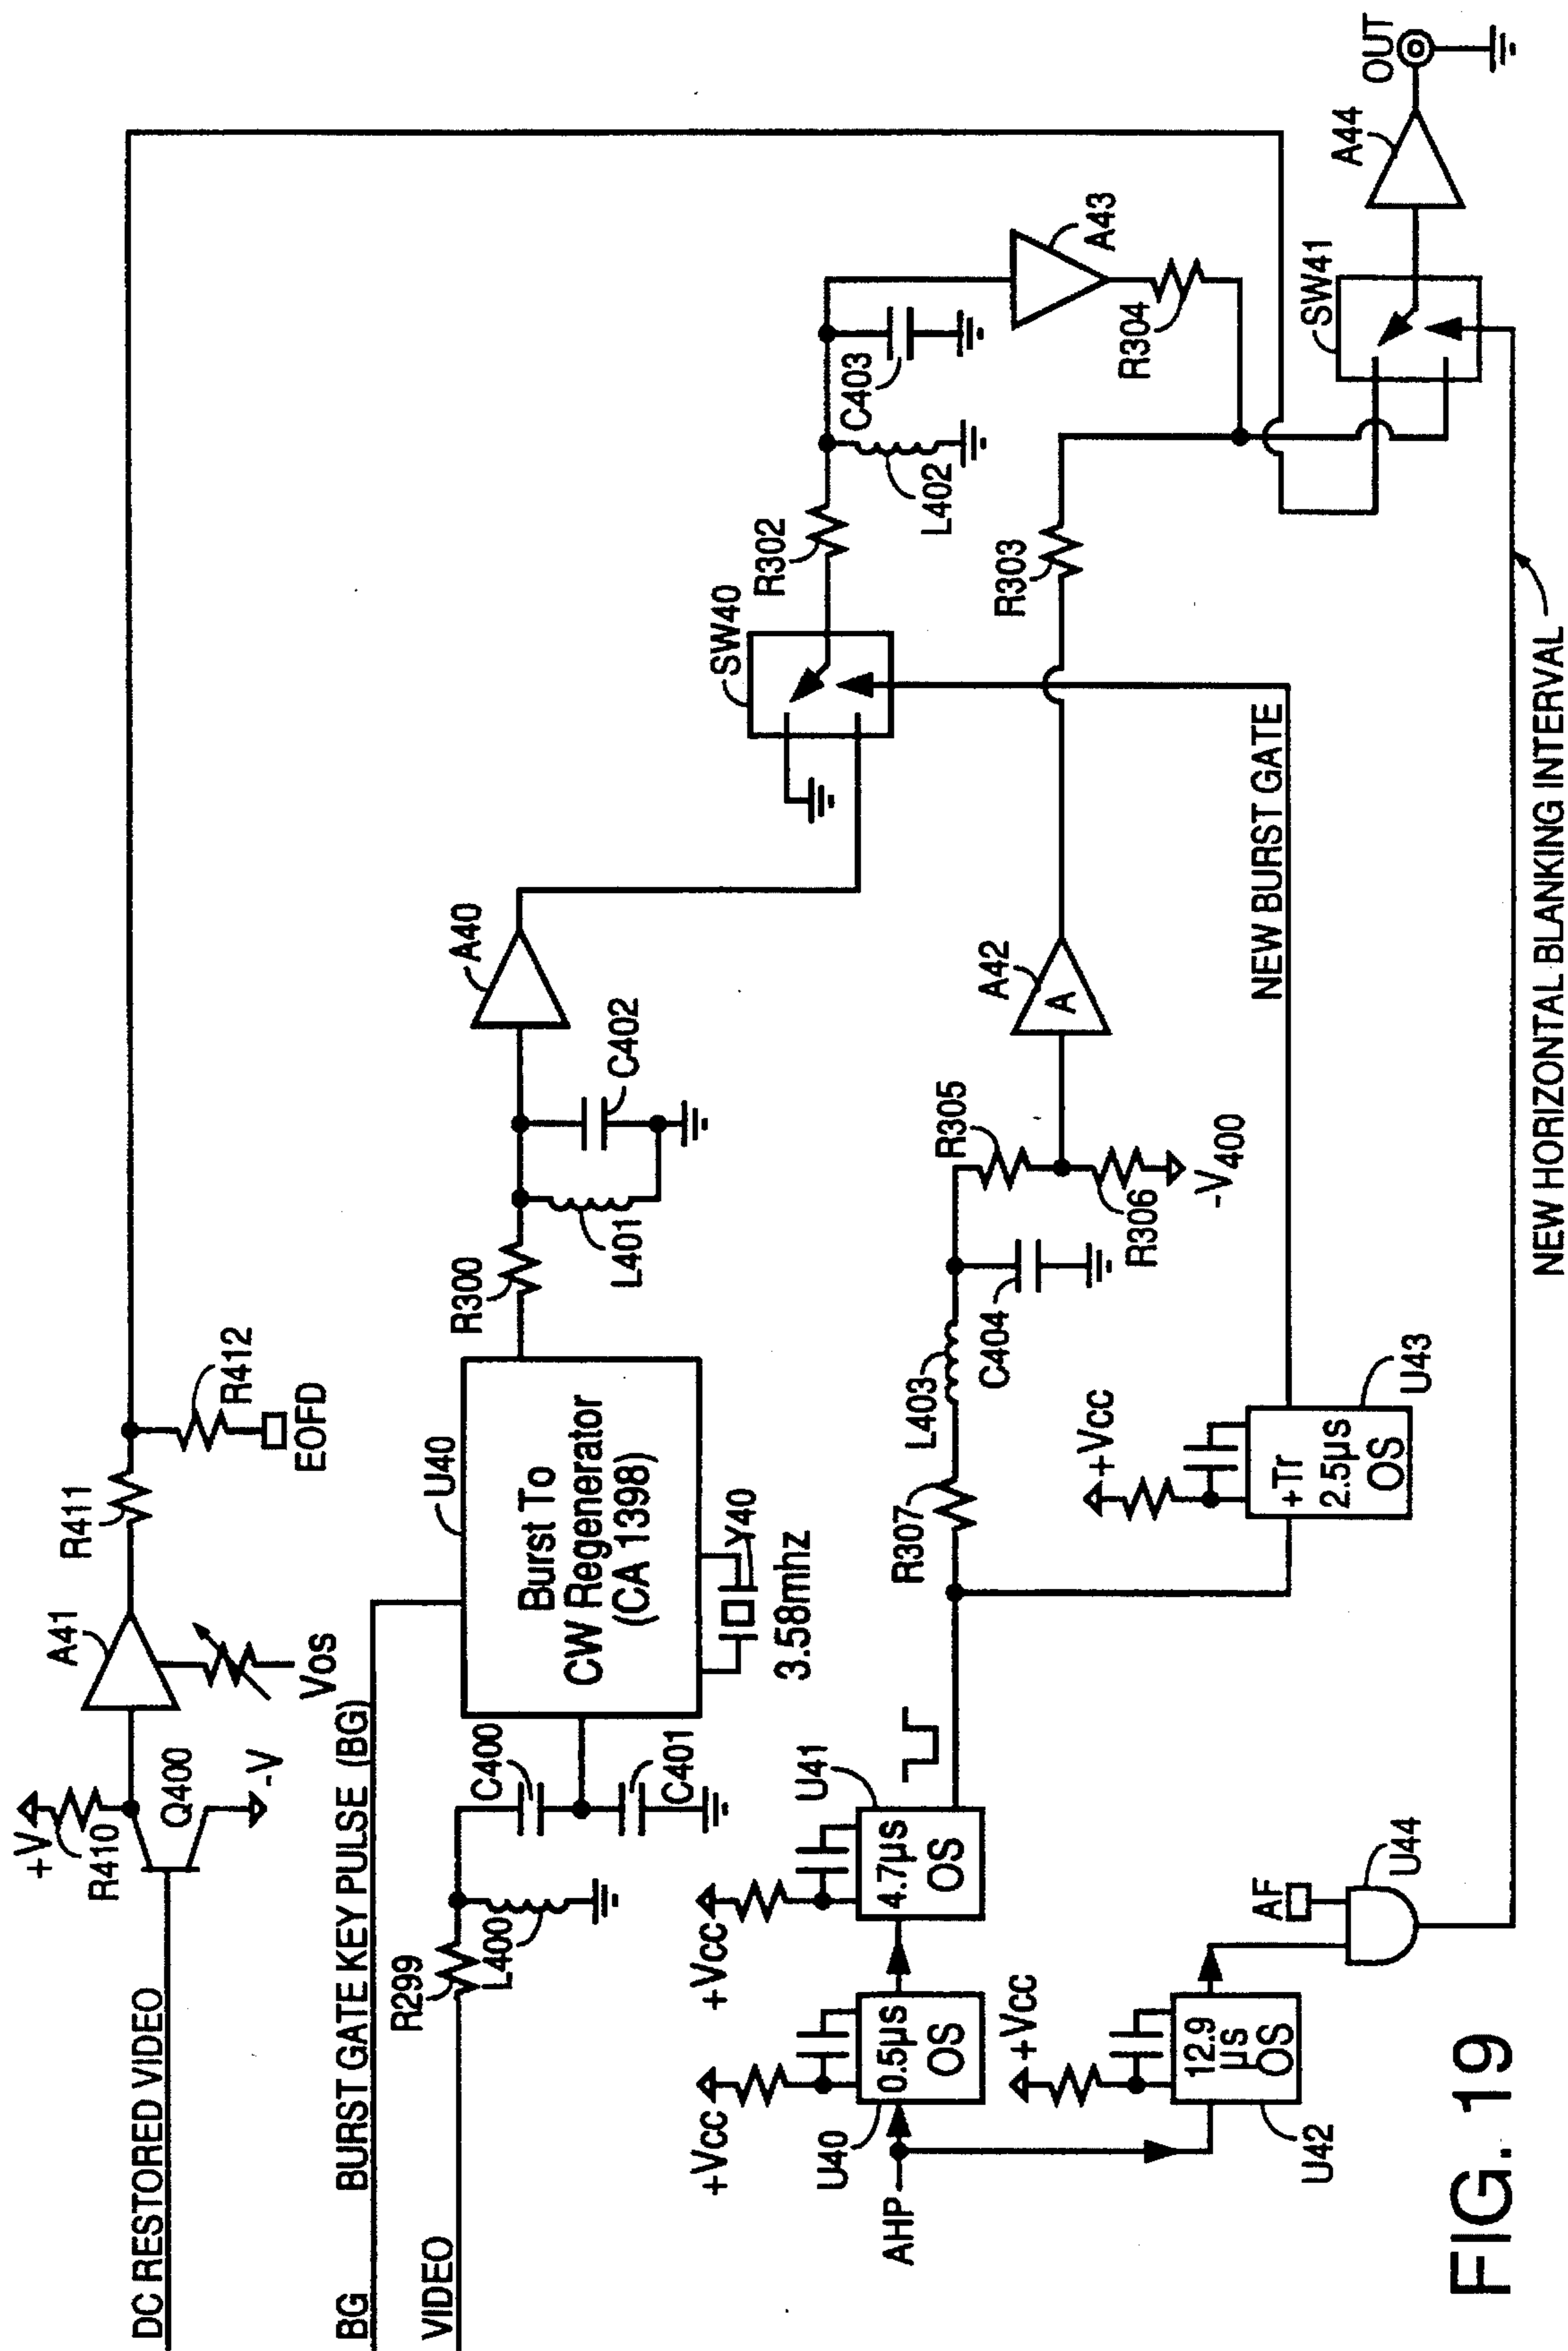 DC RESTORED VIDEO
+V
R410
Q400
-V
A41
Vos
R411
R412
EOFD
BG
BURST GATE KEY PULSE (BG)
VIDEO
R299
L400
C400
C401
U40
Burst To
CW Regenerator
(CA 1398)
Y40
3.58mhz
R300
L401
C402
A40
SW40
R302
L402
C403
A43
R304
+Vcc
+Vcc
AHP
U40
0.5µs
OS
U41
4.7µs
OS
R307
L403
C404
R305
R306
-V400
A42
A
R303
+Vcc
U42
12.9
µs
OS
AF
U44
+Vcc
+Tr
2.5µs
OS
U43
NEW BURST GATE
SW41
A44
OUT
NEW HORIZONTAL BLANKING INTERVAL
FIG. 19